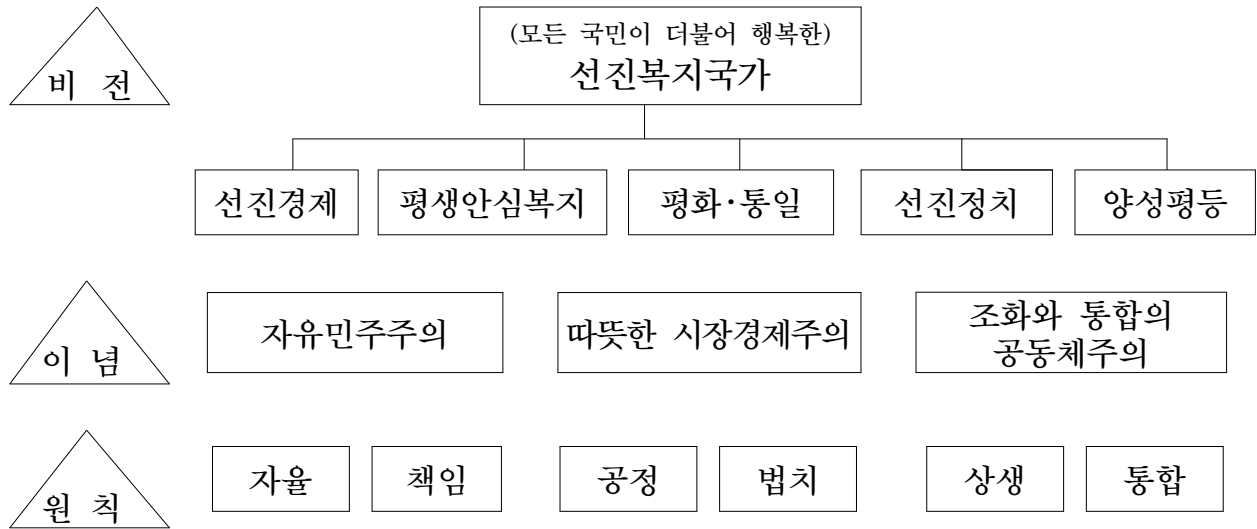 (모든 국민이 더불어 행복한)
선진복지국가
비 전
선진경제
평생안심복지
평화·통일
선진정치
양성평등
자유민주주의
따뜻한 시장경제주의
조화와 통합의
공동체주의
이 념
자율
책임
공정
법치
상생
통합
원 칙